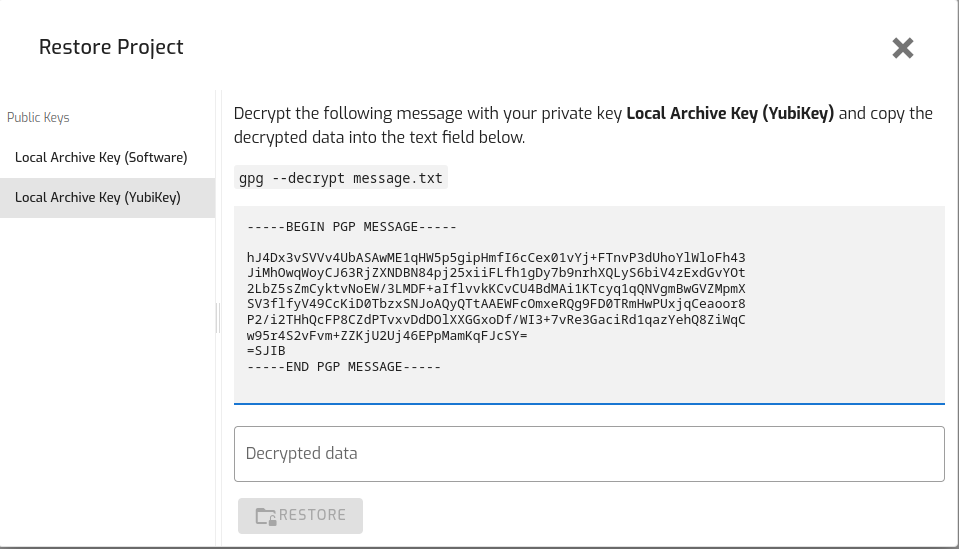 Restore Project
Public Keys
Local Archive Key (Software)
Local Archive Key (YubiKey)
Decrypt the following message with your private key Local Archive Key (YubiKey) and copy the
decrypted data into the text field below.
gpg --decrypt message.txt
-----BEGIN PGP MESSAGE-----
hJ4Dx3vSVVv4UbASAwME1qHW5p5gipHmfI6cCex01vYj+FTnvP3dUhoYlWloFh43
JiMhOwqWoyCJ63RjZXNDBN84pj25xiiFLfh1gDy7b9nrhXQLyS6biV4zExdGvYOt
2LbZ5sZmCyktvNoEW/3LMDF+aIflvvkKCvCU4BdMAi1KTcyq1qQNVgmBwGVZMpmX
SV3flfyV49CcKiD0TbzxSNJoAQyQTtAAEWFcOmxeRQg9FD0TRmHwPUxjqCeaoor8
P2/i2THhQcFP8CZdPTvxvDdDOlXXGGxoDf/WI3+7vRe3GaciRd1qazYehQ8ZiWqC
w95r4S2vFvm+ZZKjU2Uj46EPpMamKqFJcSY=
=SJIB
-----END PGP MESSAGE-----
Decrypted data
RESTORE